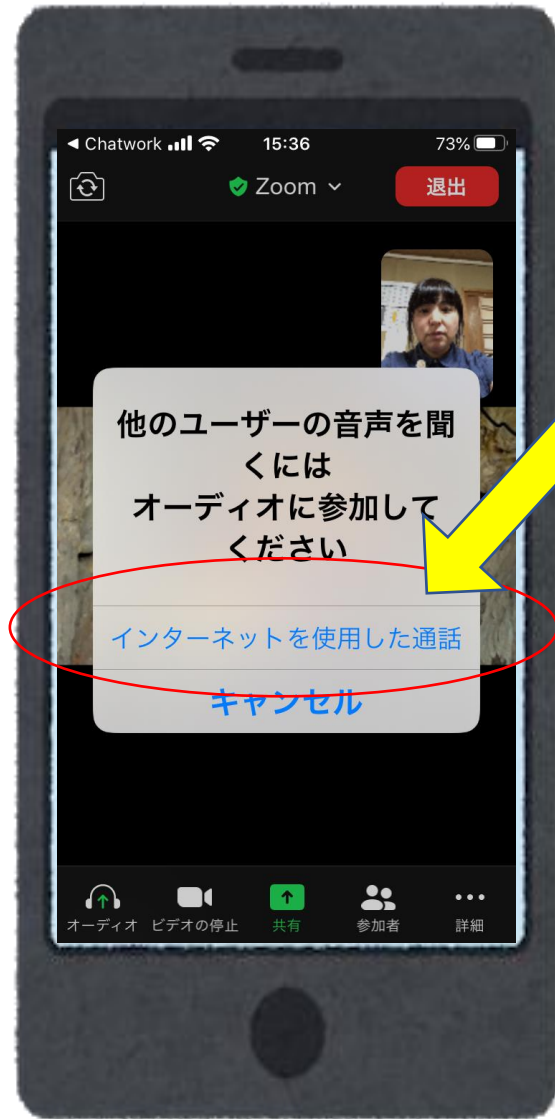 ◀ Chatwork 15:36 73%
Zoom 退出
他のユーザーの音声を聞
くには
オーディオに参加して
ください
インターネットを使用した通話
キャンセル
オーディオ ビデオの停止 共有 参加者 詳細